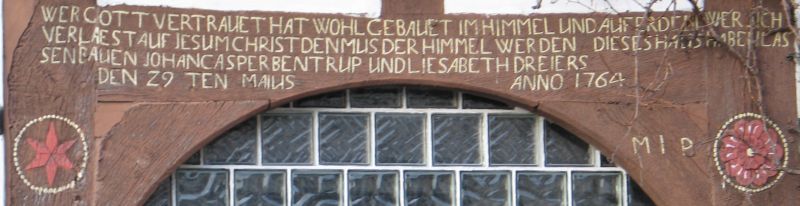 WER GOTT VERTRAUET HAT WOHL GEBAUET IM HIMMEL UND AUF ERDEN WER SICH
VERLAEST AUF JESUM CHRIST DEN MUS DER HIMMEL WERDEN DIESES HAUS HABEN LAS
SEN BAUEN JOHAN CASPER BENTRUP UND LIESABETH DREIERS
DEN 29 TEN MAIUS ANNO 1764
M I D